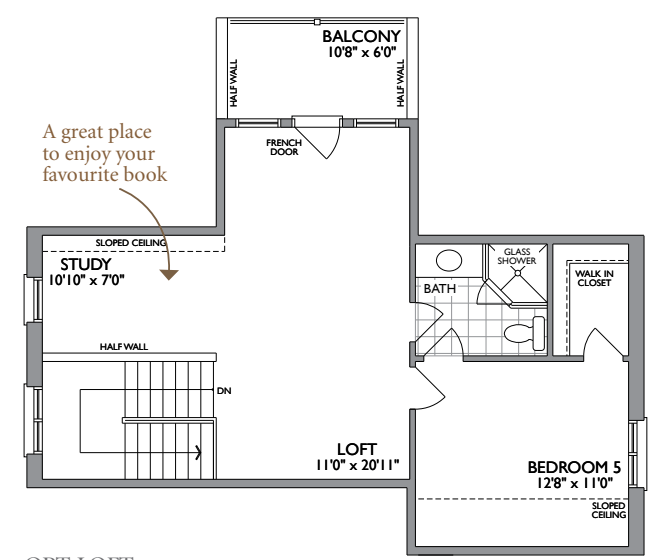 BALCONY
10'8" x 6'0"
HALF WALL
HALF WALL
A great place
to enjoy your
favourite book
FRENCH
DOOR
SLOPED CEILING
STUDY
10'10" x 7'0"
GLASS
SHOWER
BATH
WALK IN
CLOSET
HALF WALL
DN
LOFT
11'0" x 20'11"
BEDROOM 5
12'8" x 11'0"
SLOPED
CEILING
OPT LOFT